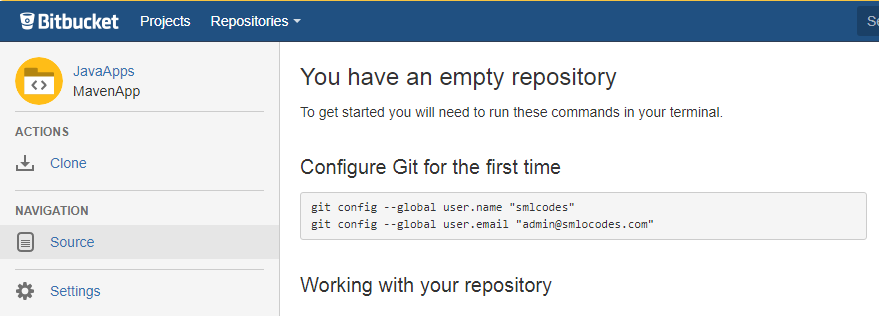 Bitbucket Projects Repositories Se
JavaApps
MavenApp
ACTIONS
Clone
NAVIGATION
Source
Settings
You have an empty repository
To get started you will need to run these commands in your terminal.
Configure Git for the first time
git config --global user.name "smlcodes"
git config --global user.email "admin@smlocodes.com"
Working with your repository